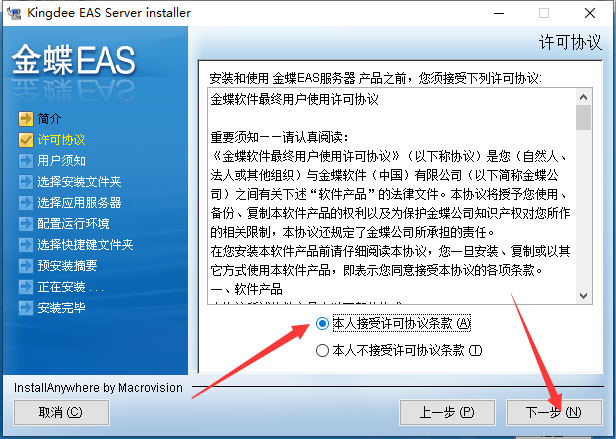 Kingdee EAS Server installer
许可协议
金蝶EAS
简介
许可协议
用户须知
选择安装文件夹
选择应用服务器
配置运行环境
选择快捷键文件夹
预安装摘要
正在安装 . . .
安装完毕
安装和使用 金蝶EAS服务器 产品之前，您须接受下列许可协议:
金蝶软件最终用户使用许可协议
重要须知－－请认真阅读：
《金蝶软件最终用户使用许可协议》（以下称协议）是您（自然人、
法人或其他组织）与金蝶软件（中国）有限公司（以下简称金蝶公
司）之间有关下述“软件产品”的法律文件。本协议将授予您使用、
备份、复制本软件产品的权利以及为保护金蝶公司知识产权对您所作
的相关限制，本协议还规定了金蝶公司所承担的责任。
在您安装本软件产品前请仔细阅读本协议，您一旦安装、复制或以其
它方式使用本软件产品，即表示您同意接受本协议的各项条款。
一、软件产品
本人接受许可协议条款 (A)
本人不接受许可协议条款 (T)
InstallAnywhere by Macrovision
取消 (C)
上一步 (P)
下一步 (N)